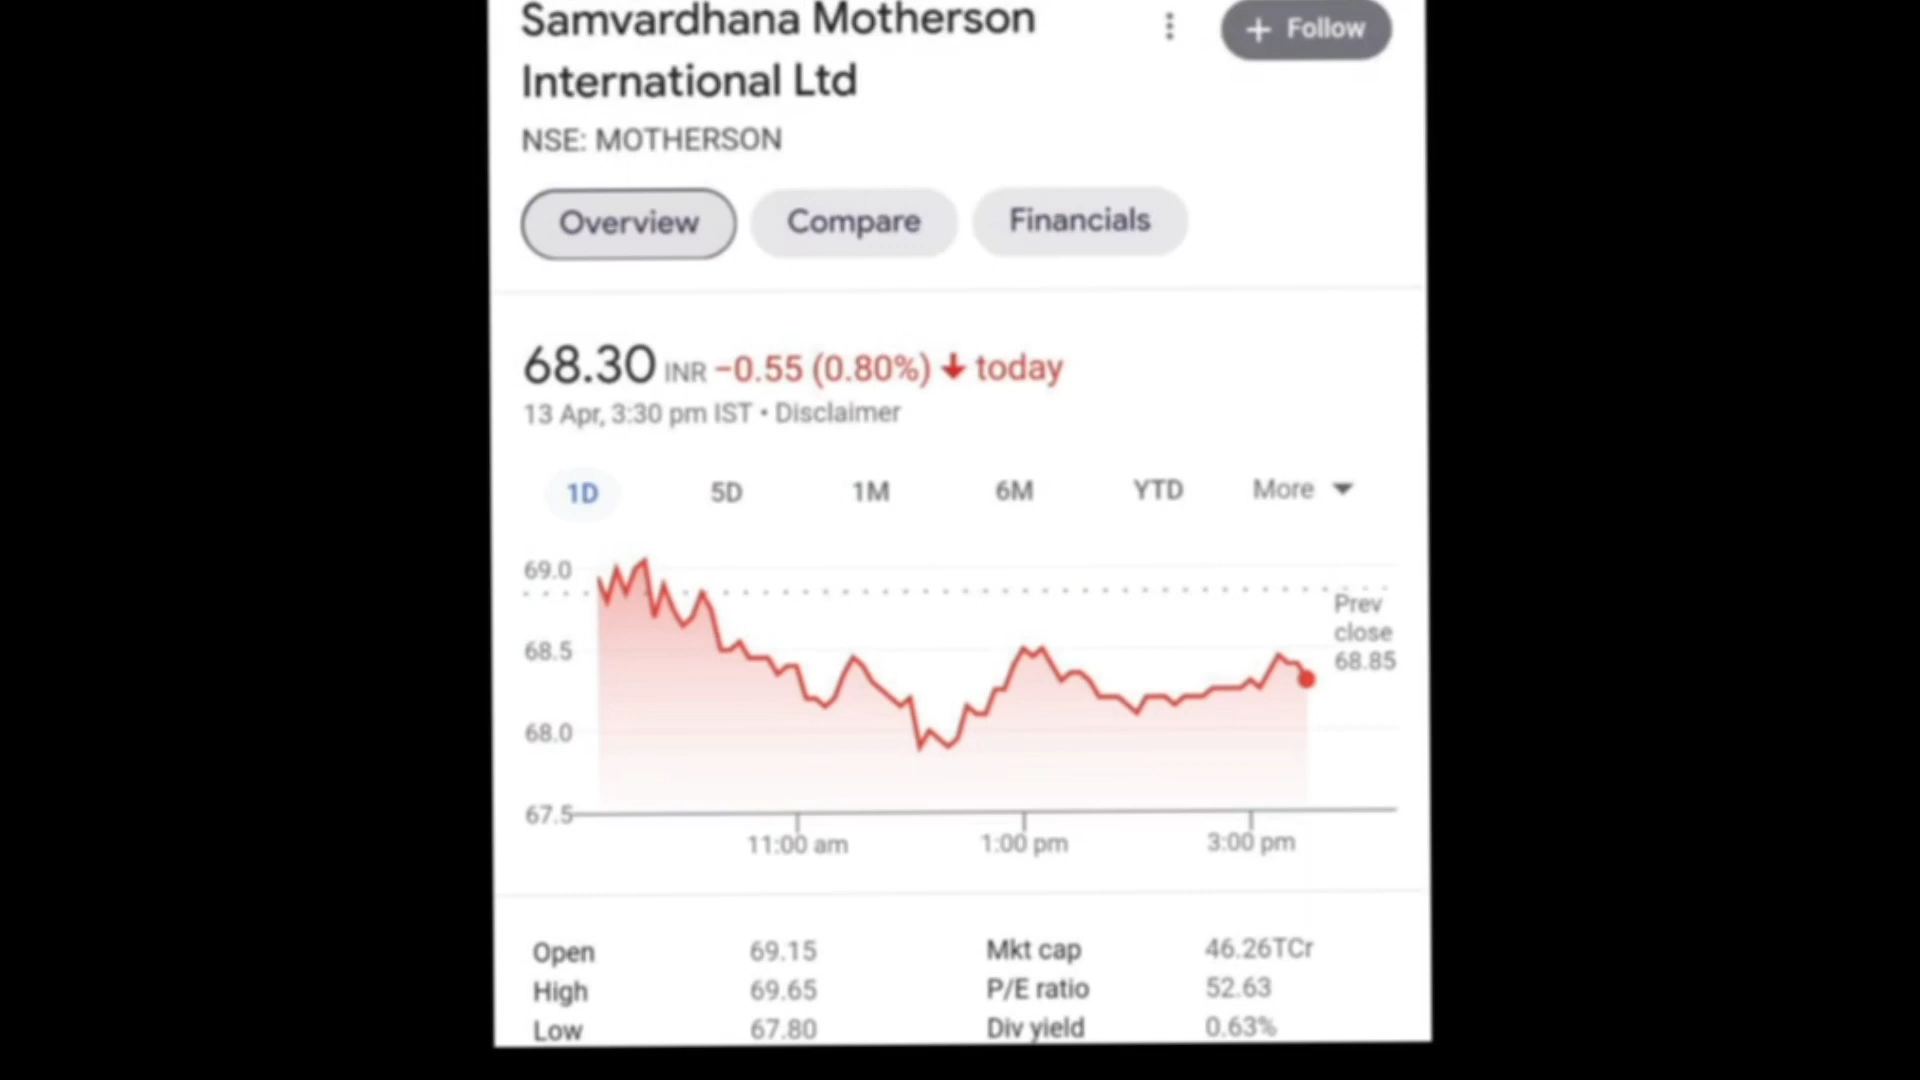 Samvardhana Motherson
International Ltd
+ Follow
NSE: MOTHERSON
Overview Compare Financials
68.30 INR −0.55 (0.80%) ↓ today
13 Apr, 3:30 pm IST • Disclaimer
1D 5D 1M 6M YTD More
69.0
68.5
68.0
67.5
Prev
close
68.85
11:00 am 1:00 pm 3:00 pm
Open 69.15 Mkt cap 46.26TCr
High 69.65 P/E ratio 52.63
Low 67.80 Div yield 0.63%